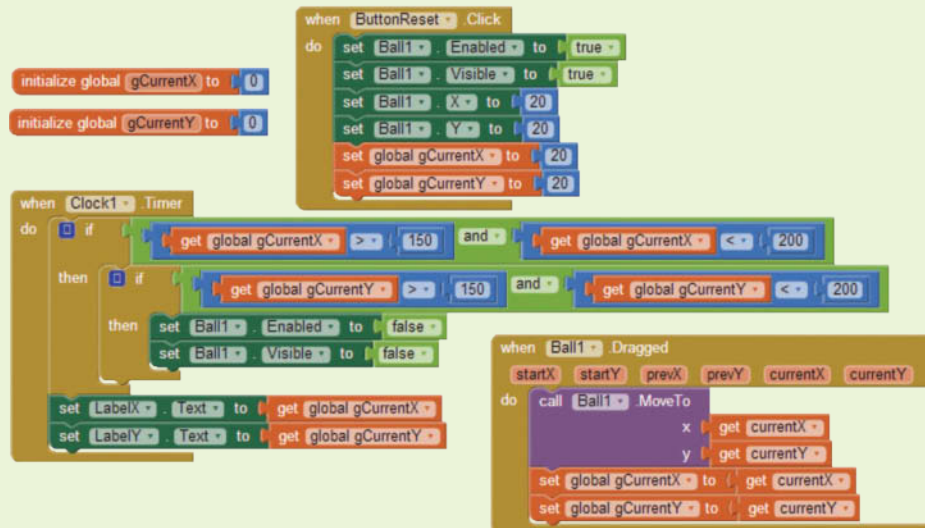 when ButtonReset .Click
do set Ball1 . Enabled to true
set Ball1 . Visible to true
set Ball1 . X to 20
set Ball1 . Y to 20
set global gCurrentX to 20
set global gCurrentY to 20
initialize global gCurrentX to 0
initialize global gCurrentY to 0
when Clock1 .Timer
do if get global gCurrentX > 150 and get global gCurrentX < 200
then if get global gCurrentY > 150 and get global gCurrentY < 200
then set Ball1 . Enabled to false
set Ball1 . Visible to false
set LabelX . Text to get global gCurrentX
set LabelY . Text to get global gCurrentY
when Ball1 .Dragged
startX startY prevX prevY currentX currentY
do call Ball1 .MoveTo
x get currentX
y get currentY
set global gCurrentX to get currentX
set global gCurrentY to get currentY